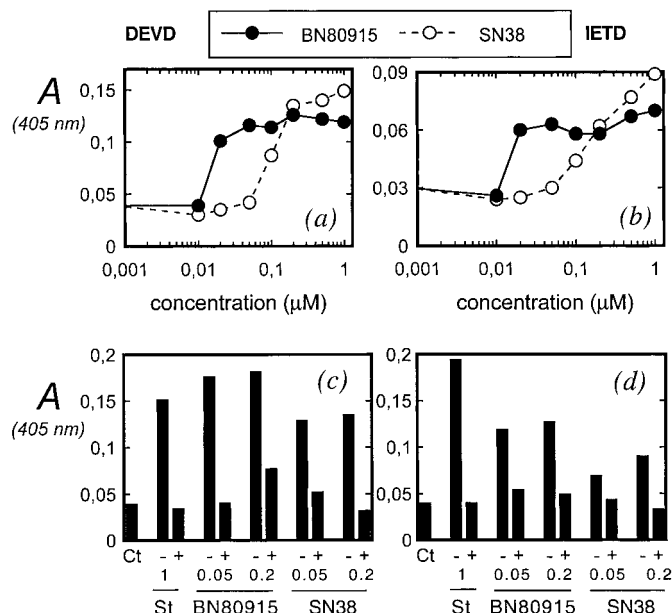 DEVD BN80915 SN38 IETD
A
(405 nm)
0,15
0,1
0,05
0
(a)
0,001 0,01 0,1 1
concentration (µM)
0,09
0,06
0,03
0
(b)
0,001 0,01 0,1 1
concentration (µM)
A
(405 nm)
0,2
0,15
0,1
0,05
0
(c)
Ct - + - + - + - + - +
1 0.05 0.2 0.05 0.2
St BN80915 SN38
0,2
0,15
0,1
0,05
0
(d)
Ct - + - + - + - + - +
1 0.05 0.2 0.05 0.2
St BN80915 SN38